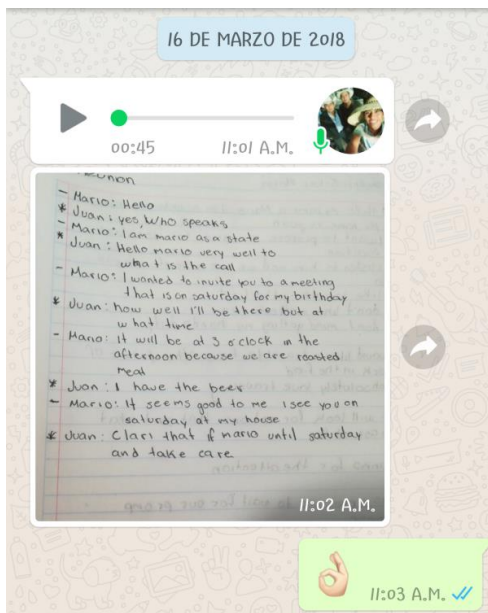 16 DE MARZO DE 2018
00:45 11:01 A.M.
reunion
- Mario: Hello
* Juan: yes, Who speaks
- Mario: I am mario as a state
* Juan: Hello mario very well to
what is the call
- Mario: I wanted to invite you to a meeting
that is on saturday for my birthday
* Juan: how well I'll be there but at
what time
- Mario: it will be at 3 o'clock in the
afternoon because we are roasted
meat
* Juan: I have the beer
- Mario: It seems good to me I see you on
saturday at my house
* Juan: Clari that if mario until saturday
and take care
11:02 A.M.
11:03 A.M.